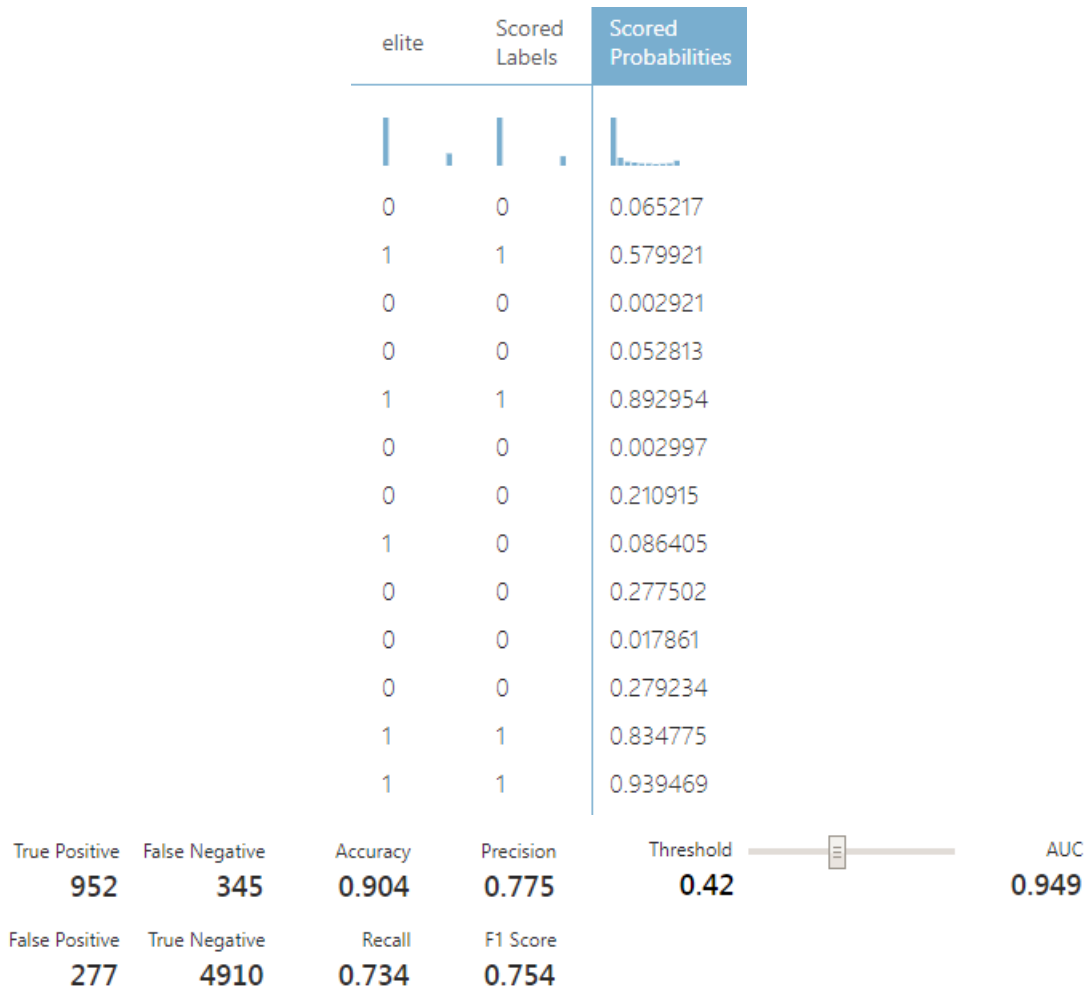 elite Scored Labels Scored Probabilities
0 0 0.065217
1 1 0.579921
0 0 0.002921
0 0 0.052813
1 1 0.892954
0 0 0.002997
0 0 0.210915
1 0 0.086405
0 0 0.277502
0 0 0.017861
0 0 0.279234
1 1 0.834775
1 1 0.939469
True Positive False Negative Accuracy Precision Threshold AUC
952 345 0.904 0.775 0.42 0.949
False Positive True Negative Recall F1 Score
277 4910 0.734 0.754